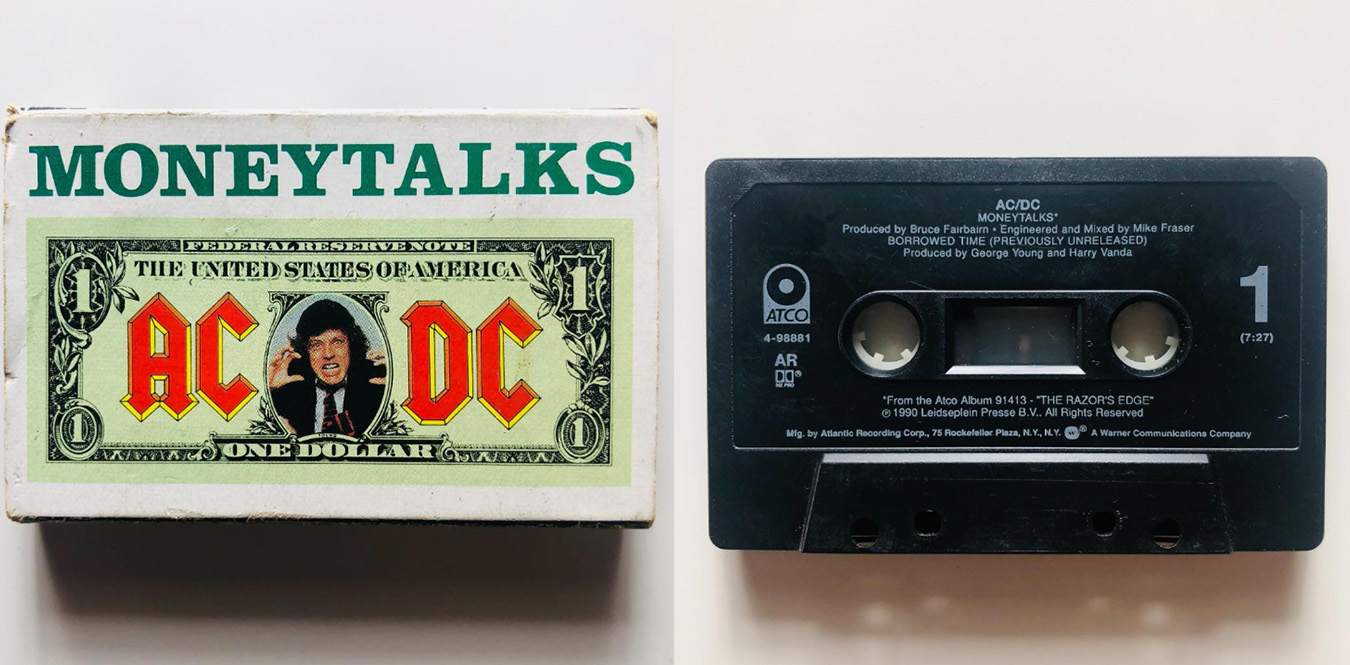 MONEYTALKS
FEDERAL RESERVE NOTE
THE UNITED STATES OF AMERICA
1
1
AC DC
1
1
ONE DOLLAR
AC/DC
MONEYTALKS*
Produced by Bruce Fairbairn • Engineered and Mixed by Mike Fraser
BORROWED TIME (PREVIOUSLY UNRELEASED)
Produced by George Young and Harry Vanda
ATCO
1
4-98881
(7:27)
AR
HX PRO
*From the Atco Album 91413 - "THE RAZOR'S EDGE"
℗ 1990 Leidseplein Presse B.V.. All Rights Reserved
Mfg. by Atlantic Recording Corp., 75 Rockefeller Plaza, N.Y., N.Y. ® A Warner Communications Company